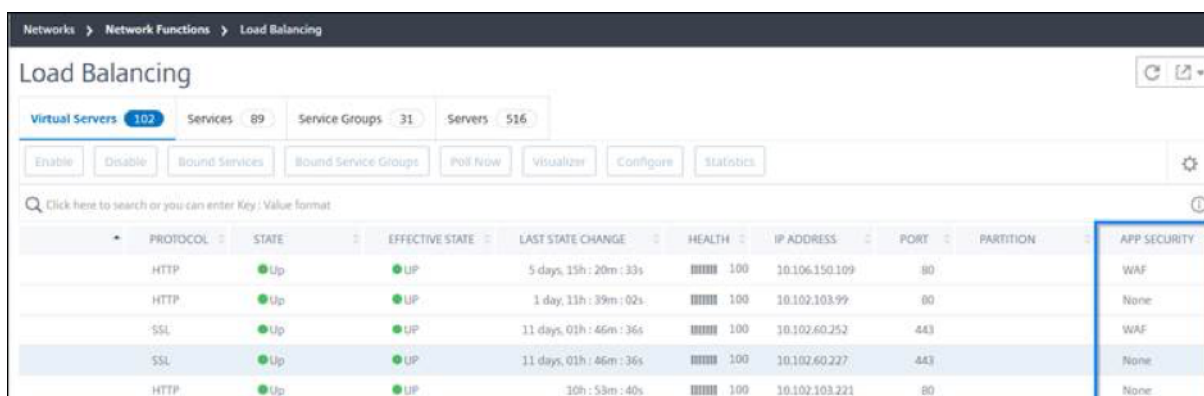 Networks > Network Functions > Load Balancing
Load Balancing
Virtual Servers 102 Services 89 Service Groups 31 Servers 516
Enable Disable Bound Services Bound Service Groups Poll Now Visualizer Configure Statistics
Click here to search or you can enter Key : Value format
PROTOCOL STATE EFFECTIVE STATE LAST STATE CHANGE HEALTH IP ADDRESS PORT PARTITION APP SECURITY
HTTP Up UP 5 days, 15h : 20m : 33s 100 10.106.150.109 80 WAF
HTTP Up UP 1 day, 11h : 39m : 02s 100 10.102.103.99 80 None
SSL Up UP 11 days, 01h : 46m : 36s 100 10.102.60.252 443 WAF
SSL Up UP 11 days, 01h : 46m : 36s 100 10.102.60.227 443 None
HTTP Up UP 10h : 53m : 40s 100 10.102.103.221 80 None